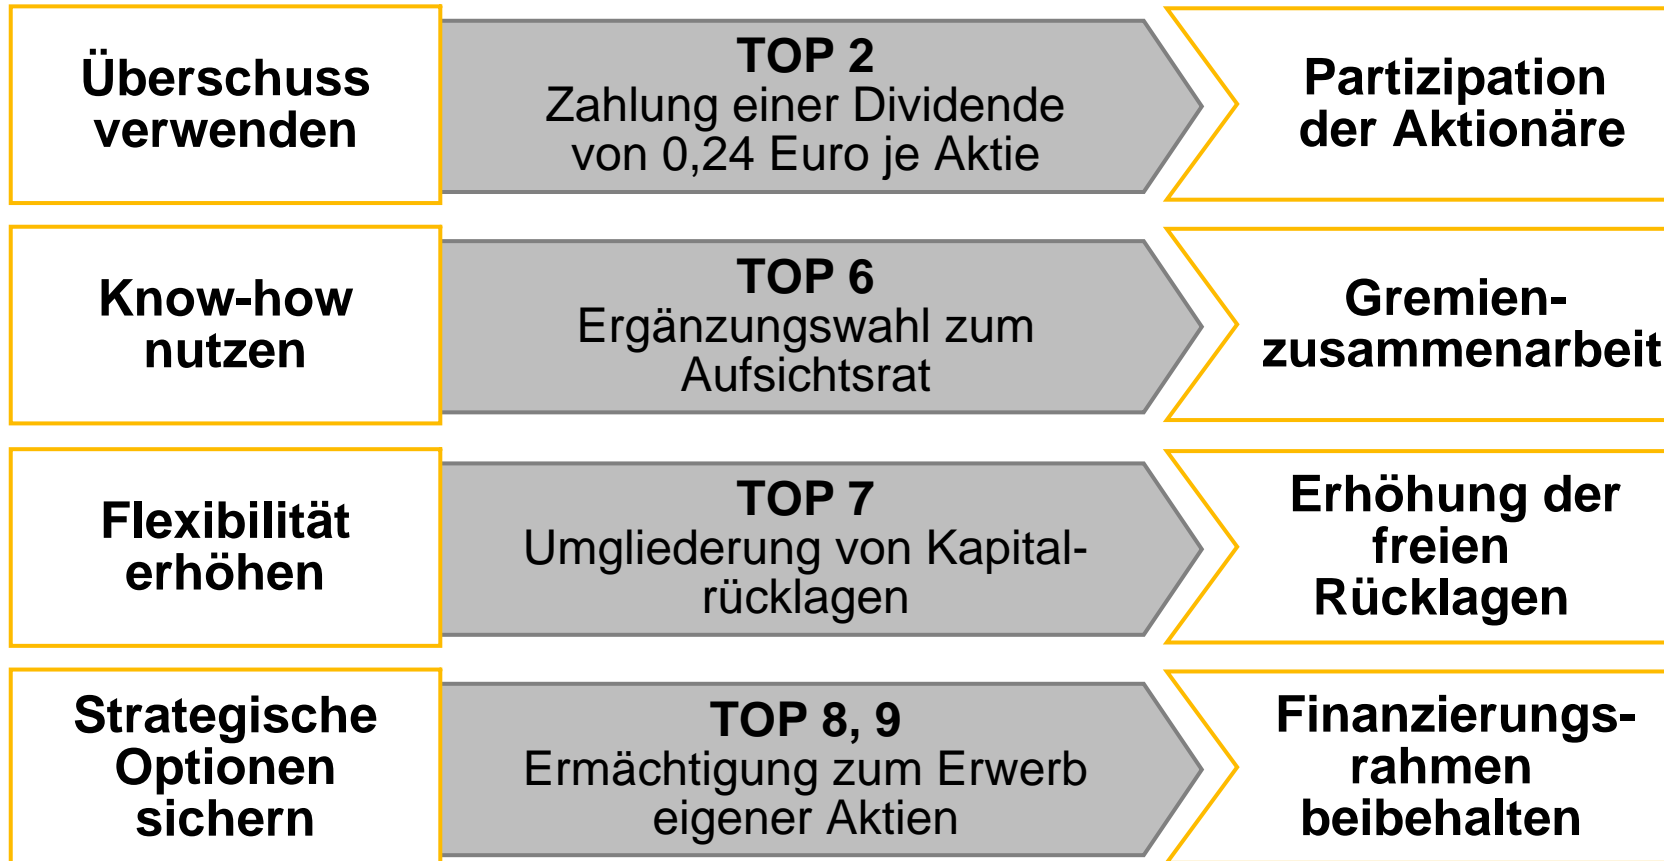 Überschuss
verwenden
TOP 2
Zahlung einer Dividende
von 0,24 Euro je Aktie
Partizipation
der Aktionäre
Know-how
nutzen
TOP 6
Ergänzungswahl zum
Aufsichtsrat
Gremien-
zusammenarbeit
Flexibilität
erhöhen
TOP 7
Umgliederung von Kapital-
rücklagen
Erhöhung der
freien
Rücklagen
Strategische
Optionen
sichern
TOP 8, 9
Ermächtigung zum Erwerb
eigener Aktien
Finanzierungs-
rahmen
beibehalten